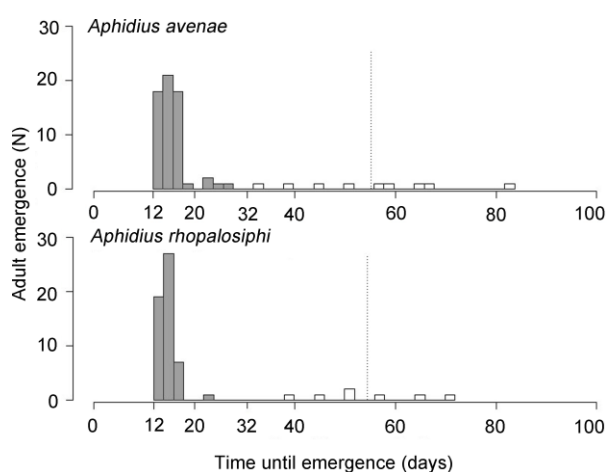 Aphidius avenae
30
20
10
0
0 12 20 32 40 60 80 100
Aphidius rhopalosiphi
30
20
10
0
0 12 20 32 40 60 80 100
Adult emergence (N)
Time until emergence (days)